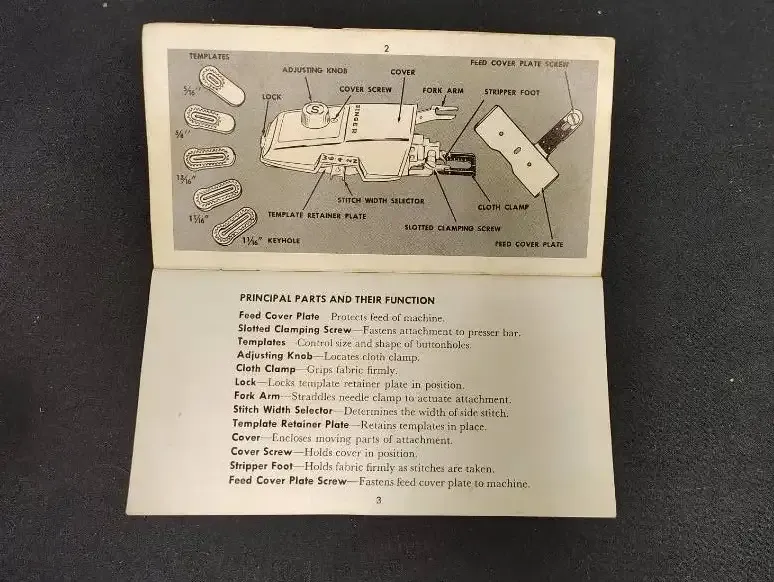 2
TEMPLATES
FEED COVER PLATE SCREW
ADJUSTING KNOB
COVER
LOCK
COVER SCREW
FORK ARM
STRIPPER FOOT
5/16"
5/8"
13/16"
1 1/16"
1 1/16" KEYHOLE
S
SINGER
W 6 4 2 N
STITCH WIDTH SELECTOR
TEMPLATE RETAINER PLATE
CLOTH CLAMP
SLOTTED CLAMPING SCREW
FEED COVER PLATE
PRINCIPAL PARTS AND THEIR FUNCTION
Feed Cover Plate—Protects feed of machine.
Slotted Clamping Screw—Fastens attachment to presser bar.
Templates—Control size and shape of buttonholes.
Adjusting Knob—Locates cloth clamp.
Cloth Clamp—Grips fabric firmly.
Lock—Locks template retainer plate in position.
Fork Arm—Straddles needle clamp to actuate attachment.
Stitch Width Selector—Determines the width of side stitch.
Template Retainer Plate—Retains templates in place.
Cover—Encloses moving parts of attachment.
Cover Screw—Holds cover in position.
Stripper Foot—Holds fabric firmly as stitches are taken.
Feed Cover Plate Screw—Fastens feed cover plate to machine.
3